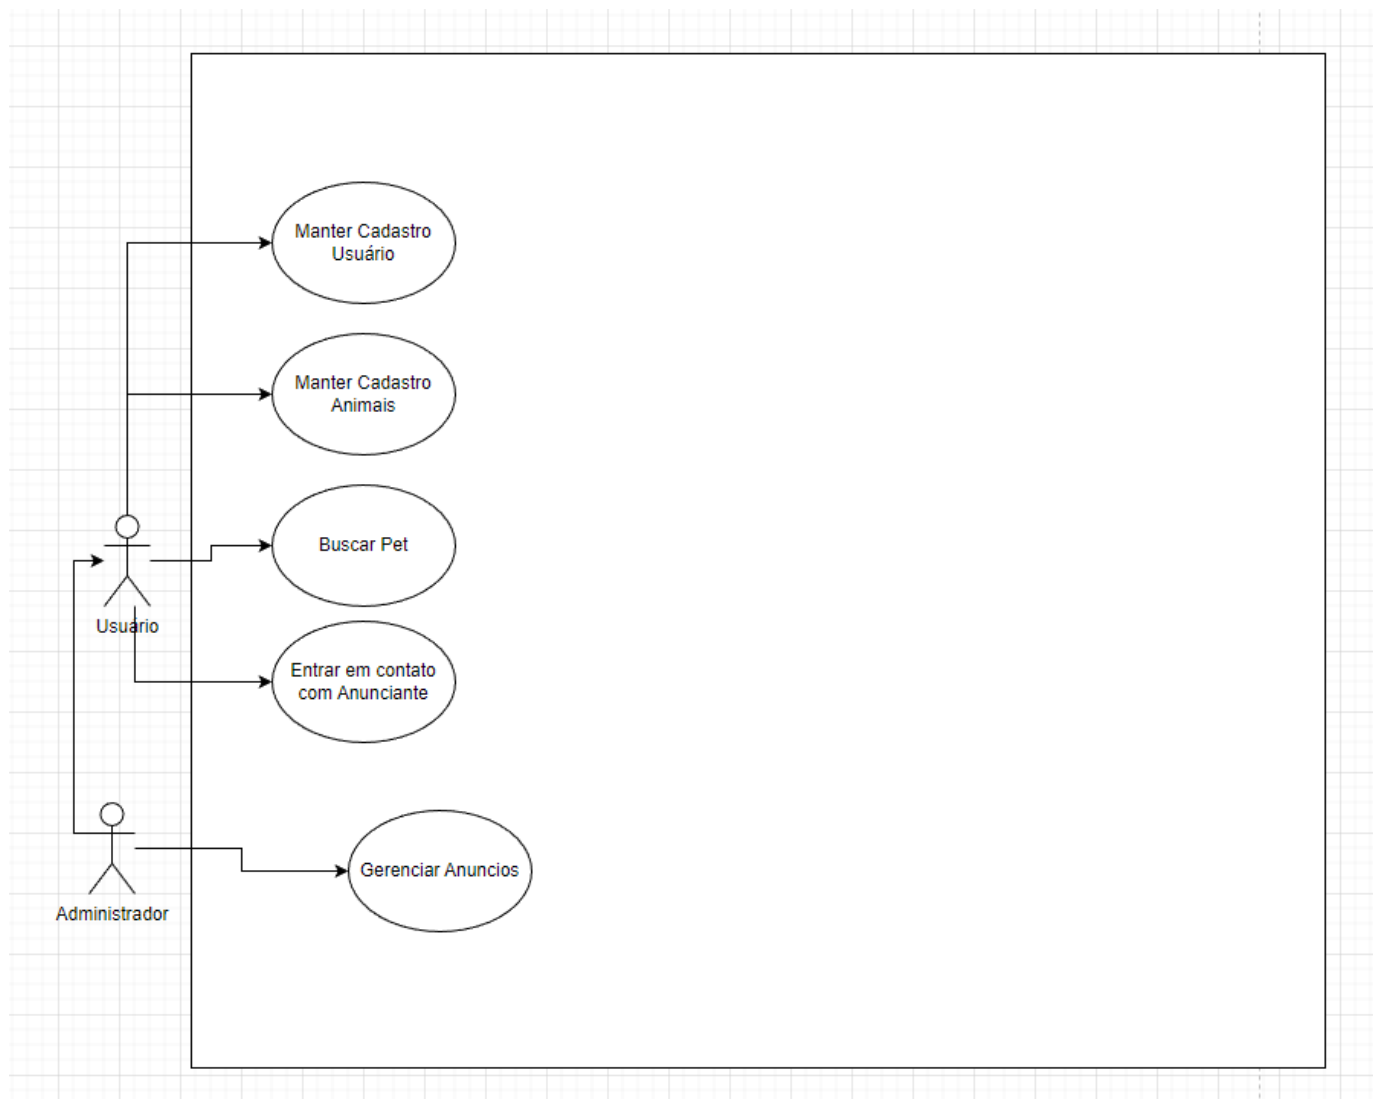 Manter Cadastro
Usuário
Manter Cadastro
Animais
Buscar Pet
Usuário
Entrar em contato
com Anunciante
Gerenciar Anuncios
Administrador